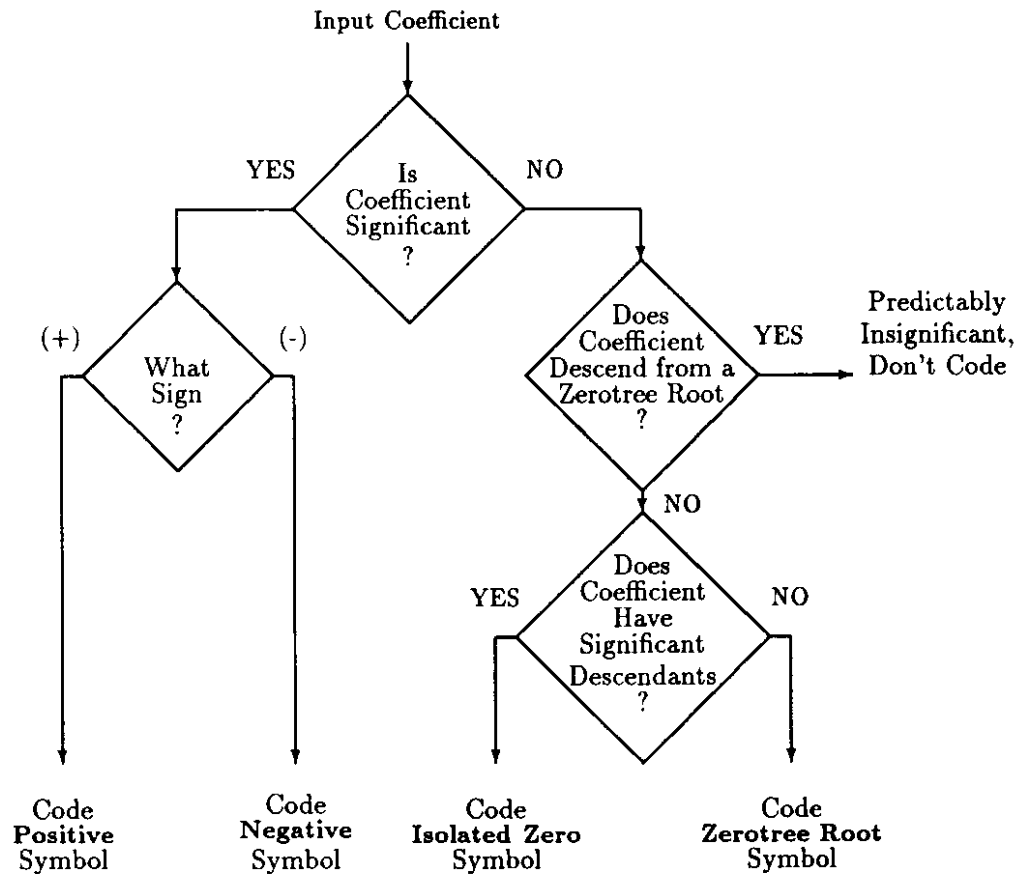 Input Coefficient
YES
NO
Is
Coefficient
Significant
?
(+)
(-)
What
Sign
?
Does
Coefficient
Descend from a
Zerotree Root
?
YES
Predictably
Insignificant,
Don't Code
NO
Does
Coefficient
Have
Significant
Descendants
?
YES
NO
Code
Positive
Symbol
Code
Negative
Symbol
Code
Isolated Zero
Symbol
Code
Zerotree Root
Symbol